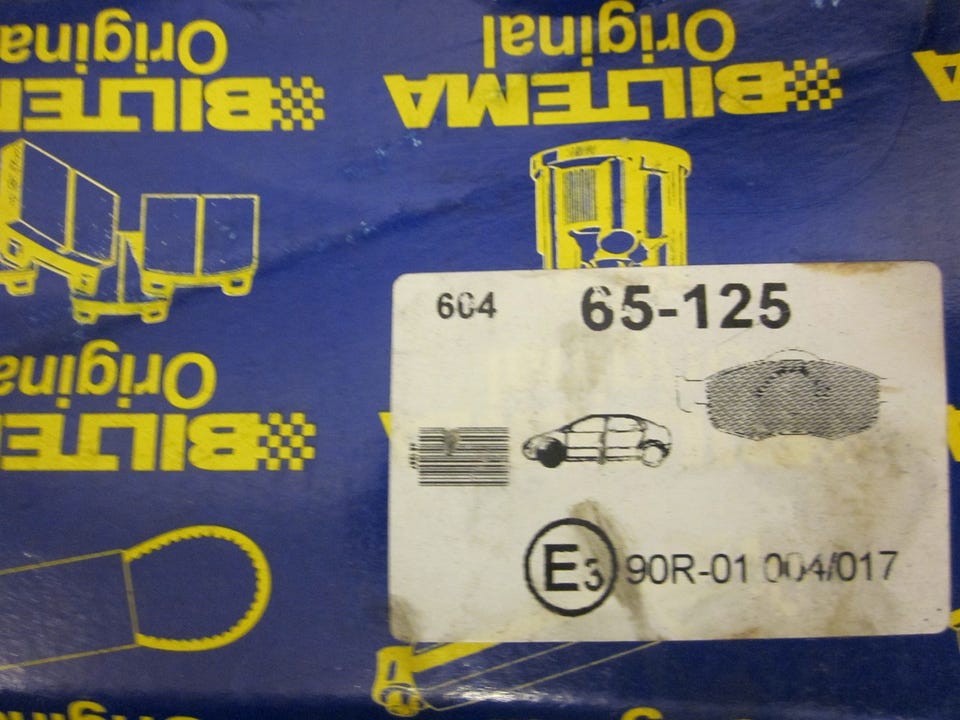 Original
Original
BILTEMA
BILTEMA
604 65-125
Original
BILTEMA
E3 90R-01 004/017